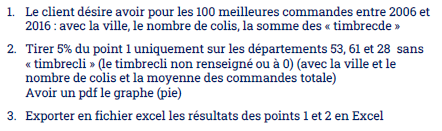 1. Le client désire avoir pour les 100 meilleures commandes entre 2006 et
2016 : avec la ville, le nombre de colis, la somme des « timbrecde »
2. Tirer 5% du point 1 uniquement sur les départements 53, 61 et 28 sans
« timbrecli » (le timbrecli non renseigné ou à 0) (avec la ville et le
nombre de colis et la moyenne des commandes totale)
Avoir un pdf le graphe (pie)
3. Exporter en fichier excel les résultats des points 1 et 2 en Excel